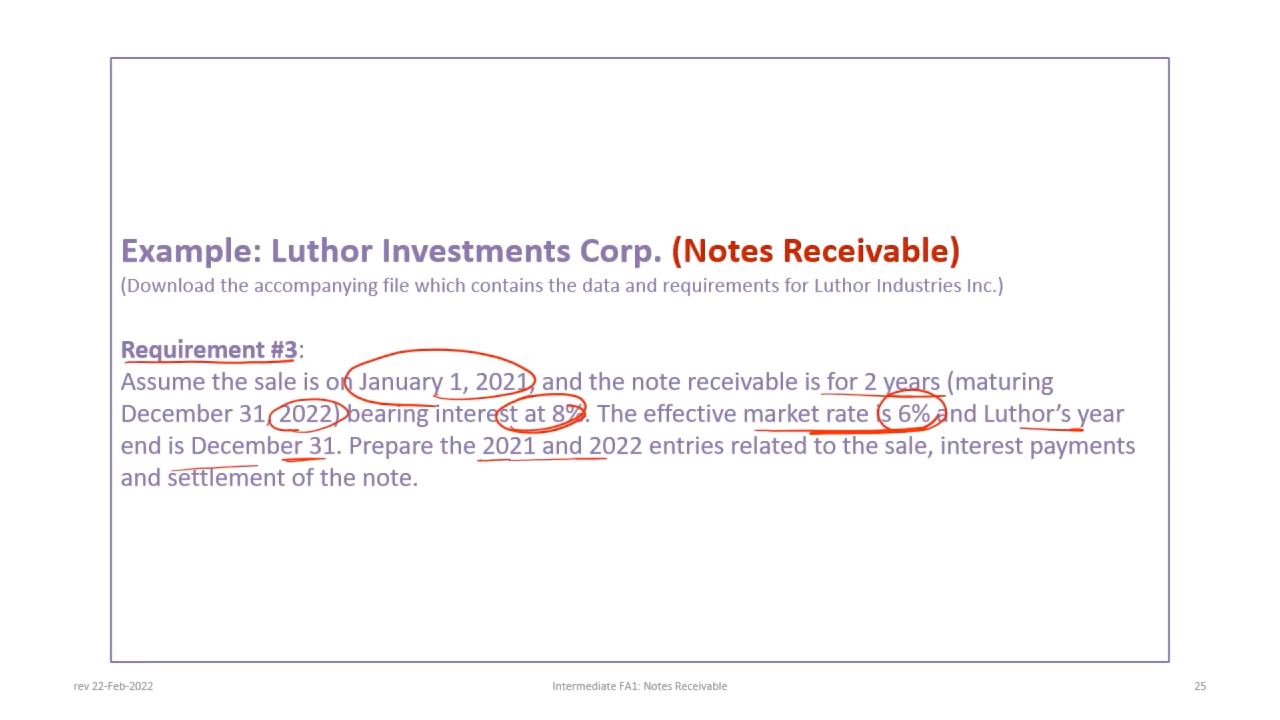 Example: Luthor Investments Corp. (Notes Receivable)
(Download the accompanying file which contains the data and requirements for Luthor Industries Inc.)
Requirement #3:
Assume the sale is on January 1, 2021, and the note receivable is for 2 years (maturing
December 31, 2022) bearing interest at 8%. The effective market rate is 6% and Luthor's year
end is December 31. Prepare the 2021 and 2022 entries related to the sale, interest payments
and settlement of the note.
rev 22-Feb-2022
Intermediate FA1: Notes Receivable
25